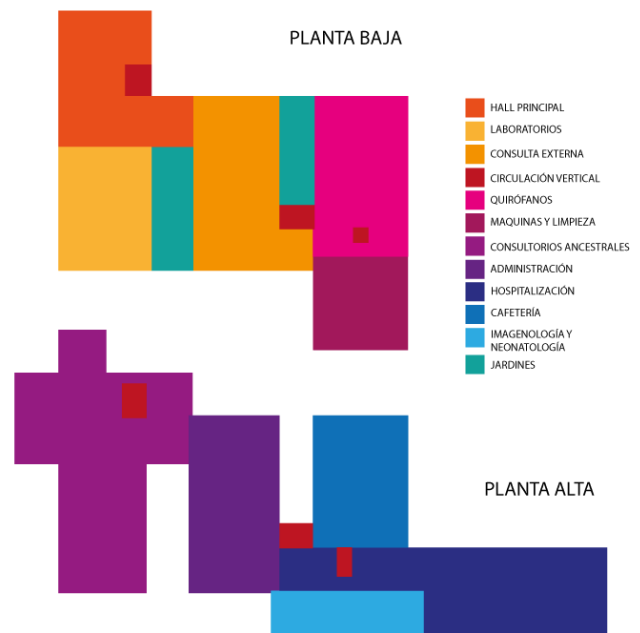 PLANTA BAJA
HALL PRINCIPAL
LABORATORIOS
CONSULTA EXTERNA
CIRCULACIÓN VERTICAL
QUIRÓFANOS
MAQUINAS Y LIMPIEZA
CONSULTORIOS ANCESTRALES
ADMINISTRACIÓN
HOSPITALIZACIÓN
CAFETERÍA
IMAGENOLOGÍA Y
NEONATOLOGÍA
JARDINES
PLANTA ALTA